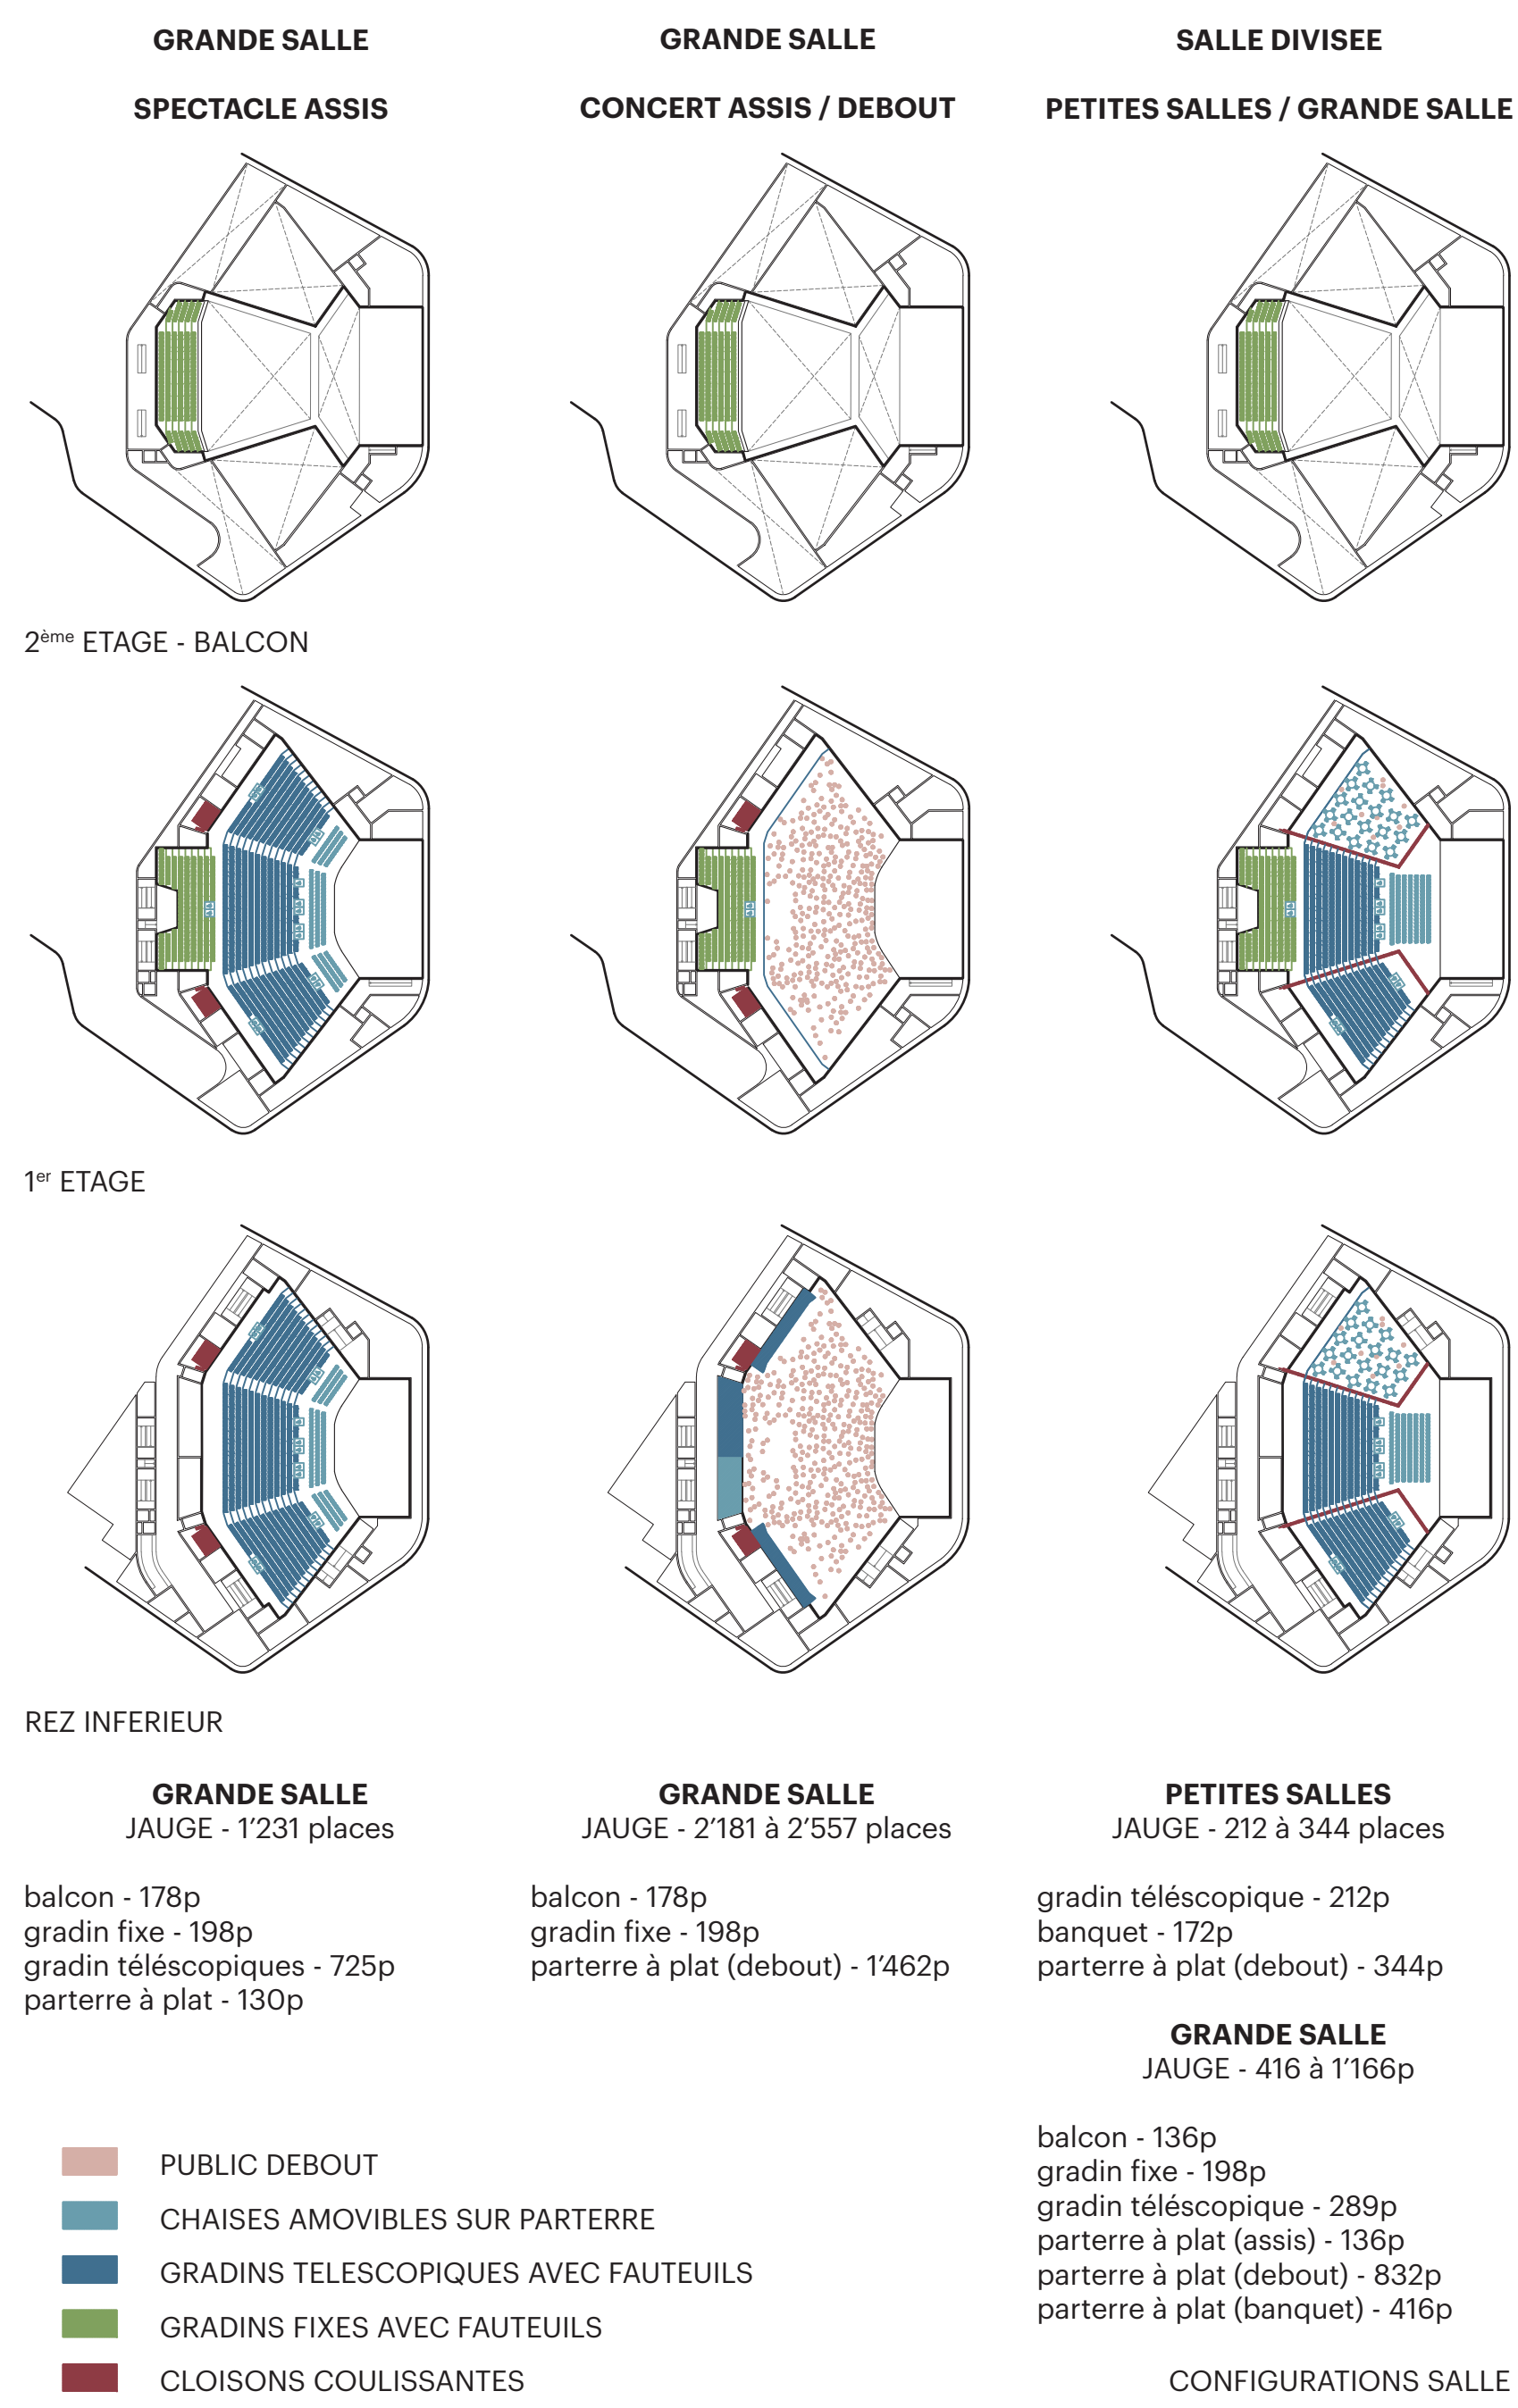 GRANDE SALLE
SPECTACLE ASSIS
GRANDE SALLE
CONCERT ASSIS / DEBOUT
SALLE DIVISEE
PETITES SALLES / GRANDE SALLE
2ème ETAGE - BALCON
1er ETAGE
REZ INFERIEUR
GRANDE SALLE
JAUGE - 1’231 places
balcon - 178p
gradin fixe - 198p
gradin téléscopiques - 725p
parterre à plat - 130p
GRANDE SALLE
JAUGE - 2’181 à 2’557 places
balcon - 178p
gradin fixe - 198p
parterre à plat (debout) - 1’462p
PETITES SALLES
JAUGE - 212 à 344 places
gradin téléscopique - 212p
banquet - 172p
parterre à plat (debout) - 344p
GRANDE SALLE
JAUGE - 416 à 1’166p
balcon - 136p
gradin fixe - 198p
gradin téléscopique - 289p
parterre à plat (assis) - 136p
parterre à plat (debout) - 832p
parterre à plat (banquet) - 416p
PUBLIC DEBOUT
CHAISES AMOVIBLES SUR PARTERRE
GRADINS TELESCOPIQUES AVEC FAUTEUILS
GRADINS FIXES AVEC FAUTEUILS
CLOISONS COULISSANTES
CONFIGURATIONS SALLE